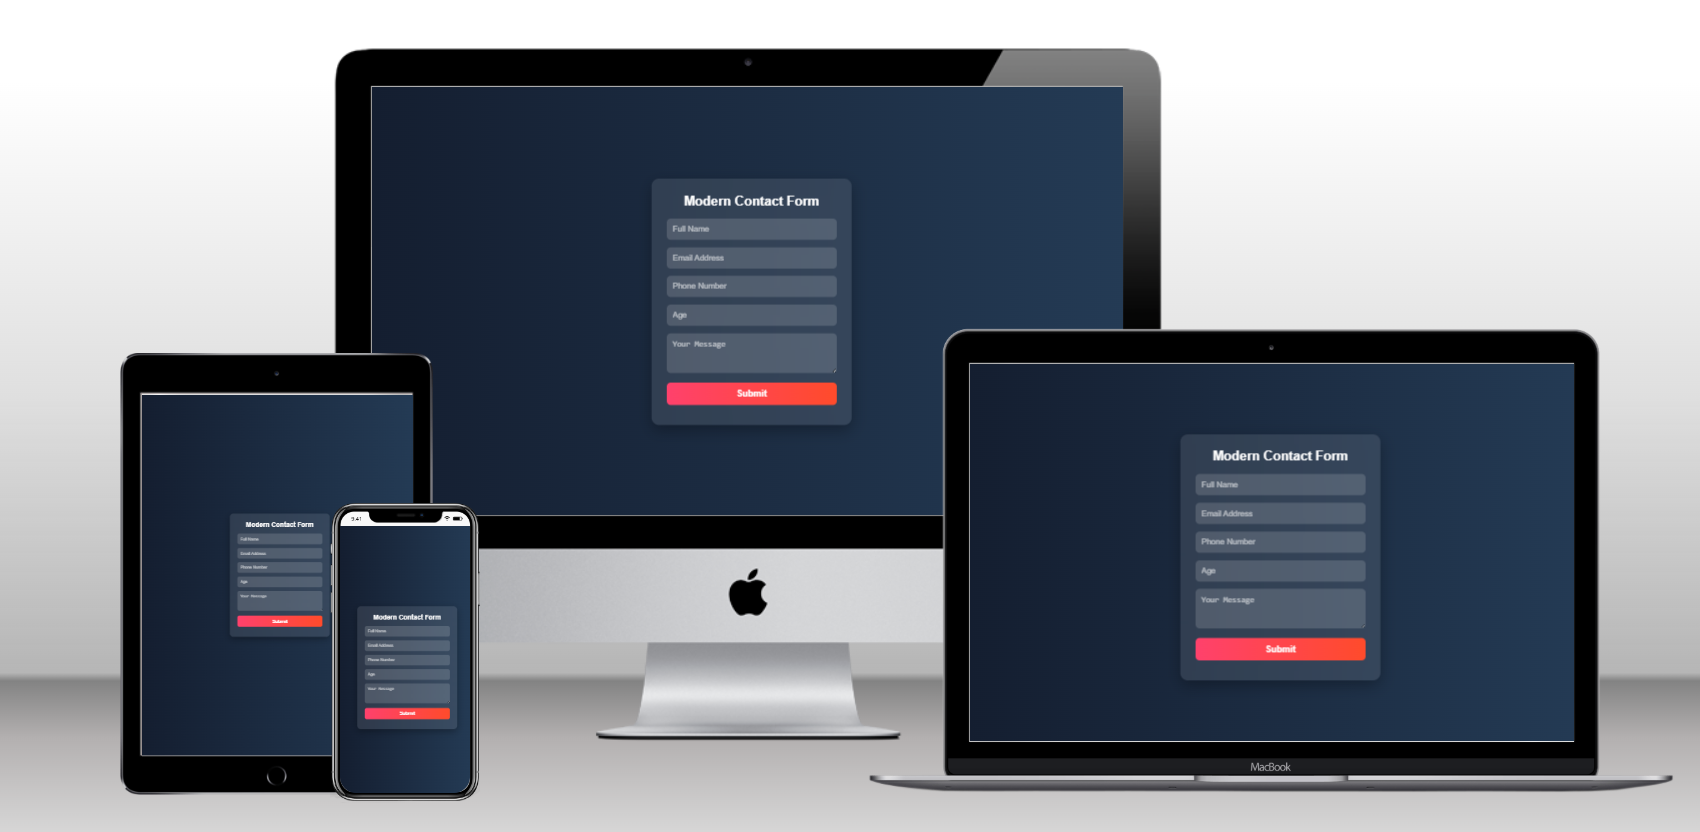 Modern Contact Form
Full Name
Email Address
Phone Number
Age
Your Message
Submit
Modern Contact Form
Full Name
Email Address
Phone Number
Age
Your Message
Submit
MacBook
Modern Contact Form
Full Name
Email Address
Phone Number
Age
Your Message
Submit
9:41
Modern Contact Form
Full Name
Email Address
Phone Number
Age
Your Message
Submit